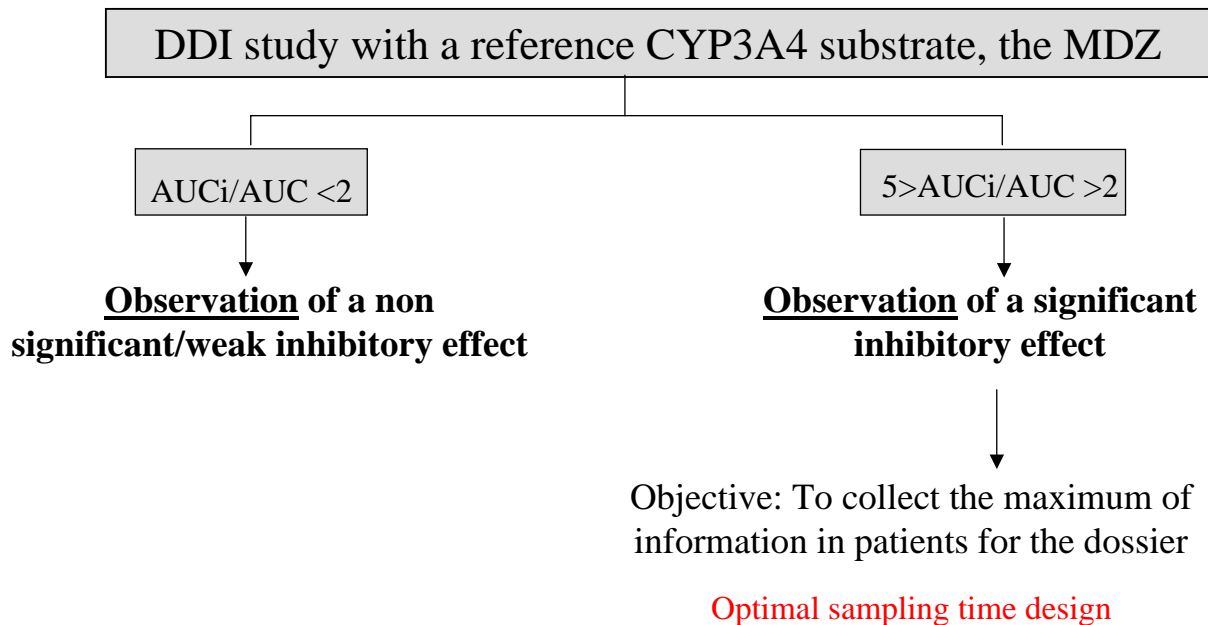 DDI study with a reference CYP3A4 substrate, the MDZ
AUCi/AUC <2
5>AUCi/AUC >2
Observation of a non
significant/weak inhibitory effect
Observation of a significant
inhibitory effect
Objective: To collect the maximum of
information in patients for the dossier
Optimal sampling time design